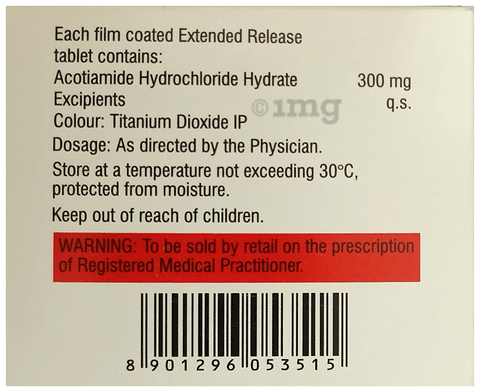 Each film coated Extended Release
tablet contains:
Acotiamide Hydrochloride Hydrate 300 mg
Excipients q.s.
©1mg
Colour: Titanium Dioxide IP
Dosage: As directed by the Physician.
Store at a temperature not exceeding 30°C,
protected from moisture.
Keep out of reach of children.
WARNING: To be sold by retail on the prescription
of Registered Medical Practitioner.
8 901296 053515